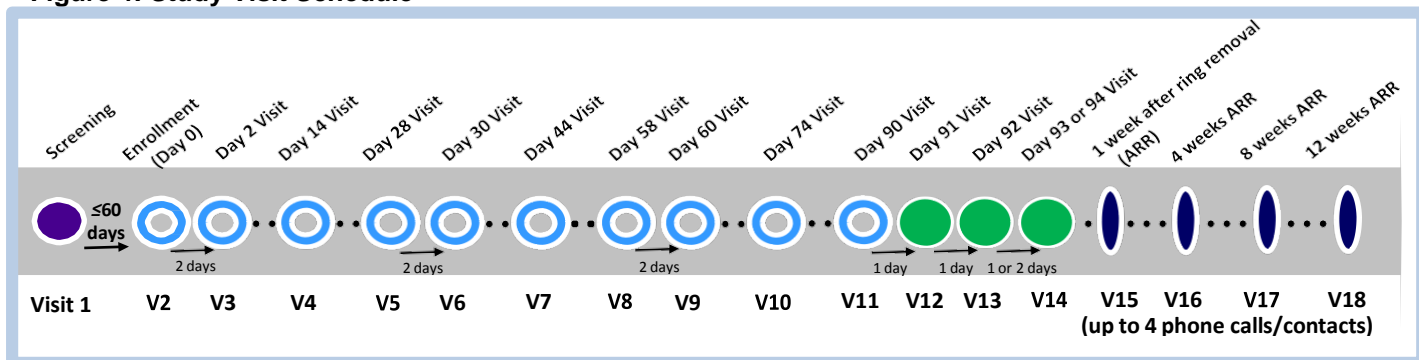 Figure Study Visit Schedule
Screening
Enrollment
(Day 0)
Day 2 Visit
Day 14 Visit
Day 28 Visit
Day 30 Visit
Day 44 Visit
Day 58 Visit
Day 60 Visit
Day 74 Visit
Day 90 Visit
Day 91 Visit
Day 92 Visit
Day 93 or 94 Visit
1 week after ring removal
(ARR)
4 weeks ARR
8 weeks ARR
12 weeks ARR
≤60
days
2 days
2 days
2 days
1 day
1 day
1 or 2 days
Visit 1 V2 V3 V4 V5 V6 V7 V8 V9 V10 V11 V12 V13 V14 V15 V16 V17 V18
(up to 4 phone calls/contacts)